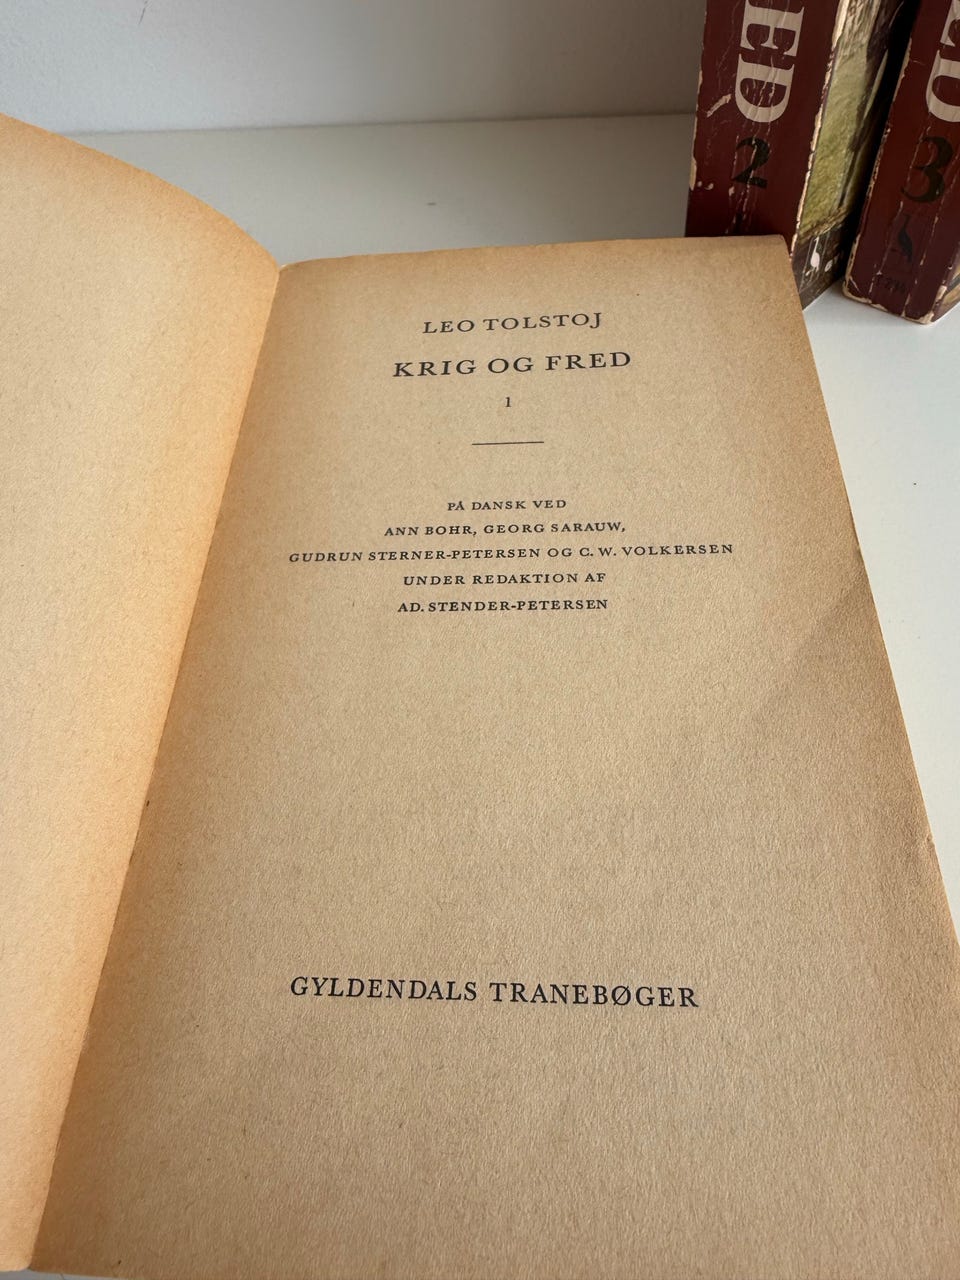 LEO TOLSTOJ
KRIG OG FRED
1
PÅ DANSK VED
ANN BOHR, GEORG SARAUW,
GUDRUN STERNER-PETERSEN OG C. W. VOLKERSEN
UNDER REDAKTION AF
AD. STENDER-PETERSEN
GYLDENDALS TRANEBØGER
ED 2
ED 3